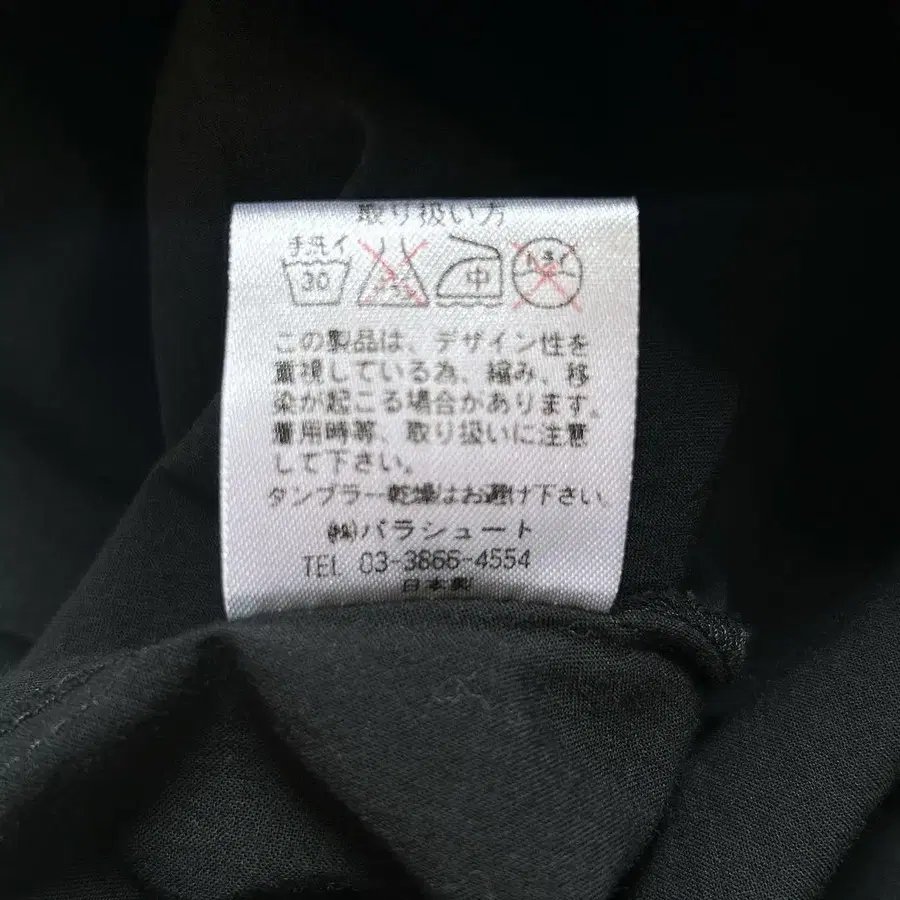 取り扱い方
手洗イ
30
中
この製品は、デザイン性を
重視している為、縮み、移
染が起こる場合があります。
着用時等、取り扱いに注意
して下さい。
タンブラー乾燥はお避け下さい。
㈱パラシュート
TEL 03-3866-4554
日本製